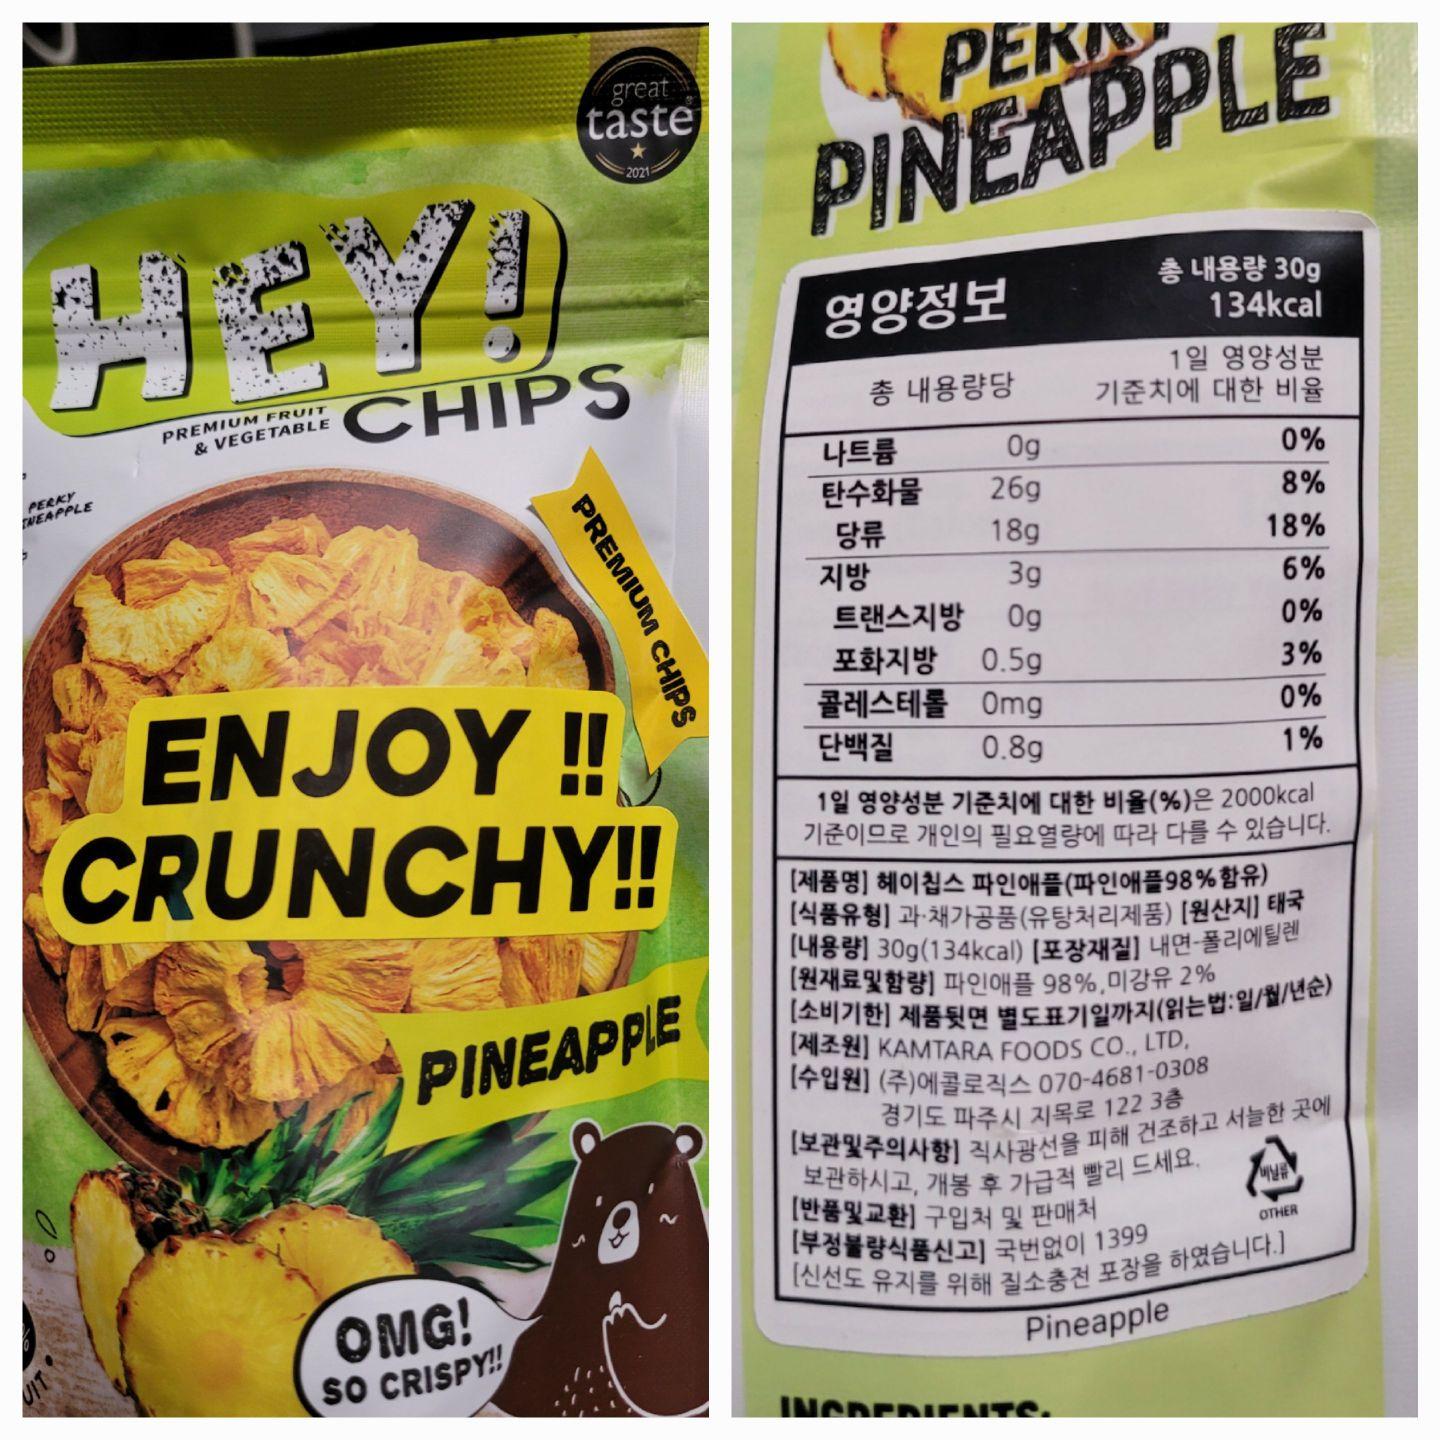 great
taste
2021
HEY!
PREMIUM FRUIT
& VEGETABLE
CHIPS
PERKY
PREMIUM CHIPS
ENJOY !!
CRUNCHY!!
PINEAPPLE
OMG!
SO CRISPY!!
PERKY
PINEAPPLE
영양정보
총 내용량 30g
134kcal
총 내용량당
1일 영양성분
기준치에 대한 비율
나트륨 0g 0%
탄수화물 26g 8%
당류 18g 18%
지방 3g 6%
트랜스지방 0g 0%
포화지방 0.5g 3%
콜레스테롤 0mg 0%
단백질 0.8g 1%
1일 영양성분 기준치에 대한 비율(%)은 2000kcal
기준이므로 개인의 필요열량에 따라 다를 수 있습니다.
[제품명] 헤이칩스 파인애플(파인애플98%함유)
[식품유형] 과·채가공품(유탕처리제품) [원산지] 태국
[내용량] 30g(134kcal) [포장재질] 내면-폴리에틸렌
[원재료및함량] 파인애플 98%,미강유 2%
[소비기한] 제품뒷면 별도표기일까지(읽는법:일/월/년순)
[제조원] KAMTARA FOODS CO., LTD,
[수입원] (주)에콜로직스 070-4681-0308
경기도 파주시 지목로 122 3층
[보관및주의사항] 직사광선을 피해 건조하고 서늘한 곳에
보관하시고, 개봉 후 가급적 빨리 드세요.
비닐류
OTHER
[반품및교환] 구입처 및 판매처
[부정불량식품신고] 국번없이 1399
[신선도 유지를 위해 질소충전 포장을 하였습니다.]
Pineapple